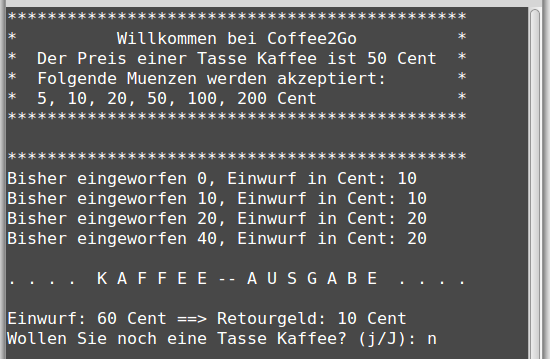 **********************************************
*          Willkommen bei Coffee2Go          *
*  Der Preis einer Tasse Kaffee ist 50 Cent  *
*  Folgende Muenzen werden akzeptiert:       *
*  5, 10, 20, 50, 100, 200 Cent              *
**********************************************
**********************************************
Bisher eingeworfen 0, Einwurf in Cent: 10
Bisher eingeworfen 10, Einwurf in Cent: 10
Bisher eingeworfen 20, Einwurf in Cent: 20
Bisher eingeworfen 40, Einwurf in Cent: 20
. . . .  K A F F E E -- A U S G A B E  . . . .
Einwurf: 60 Cent ==> Retourgeld: 10 Cent
Wollen Sie noch eine Tasse Kaffee? (j/J): n